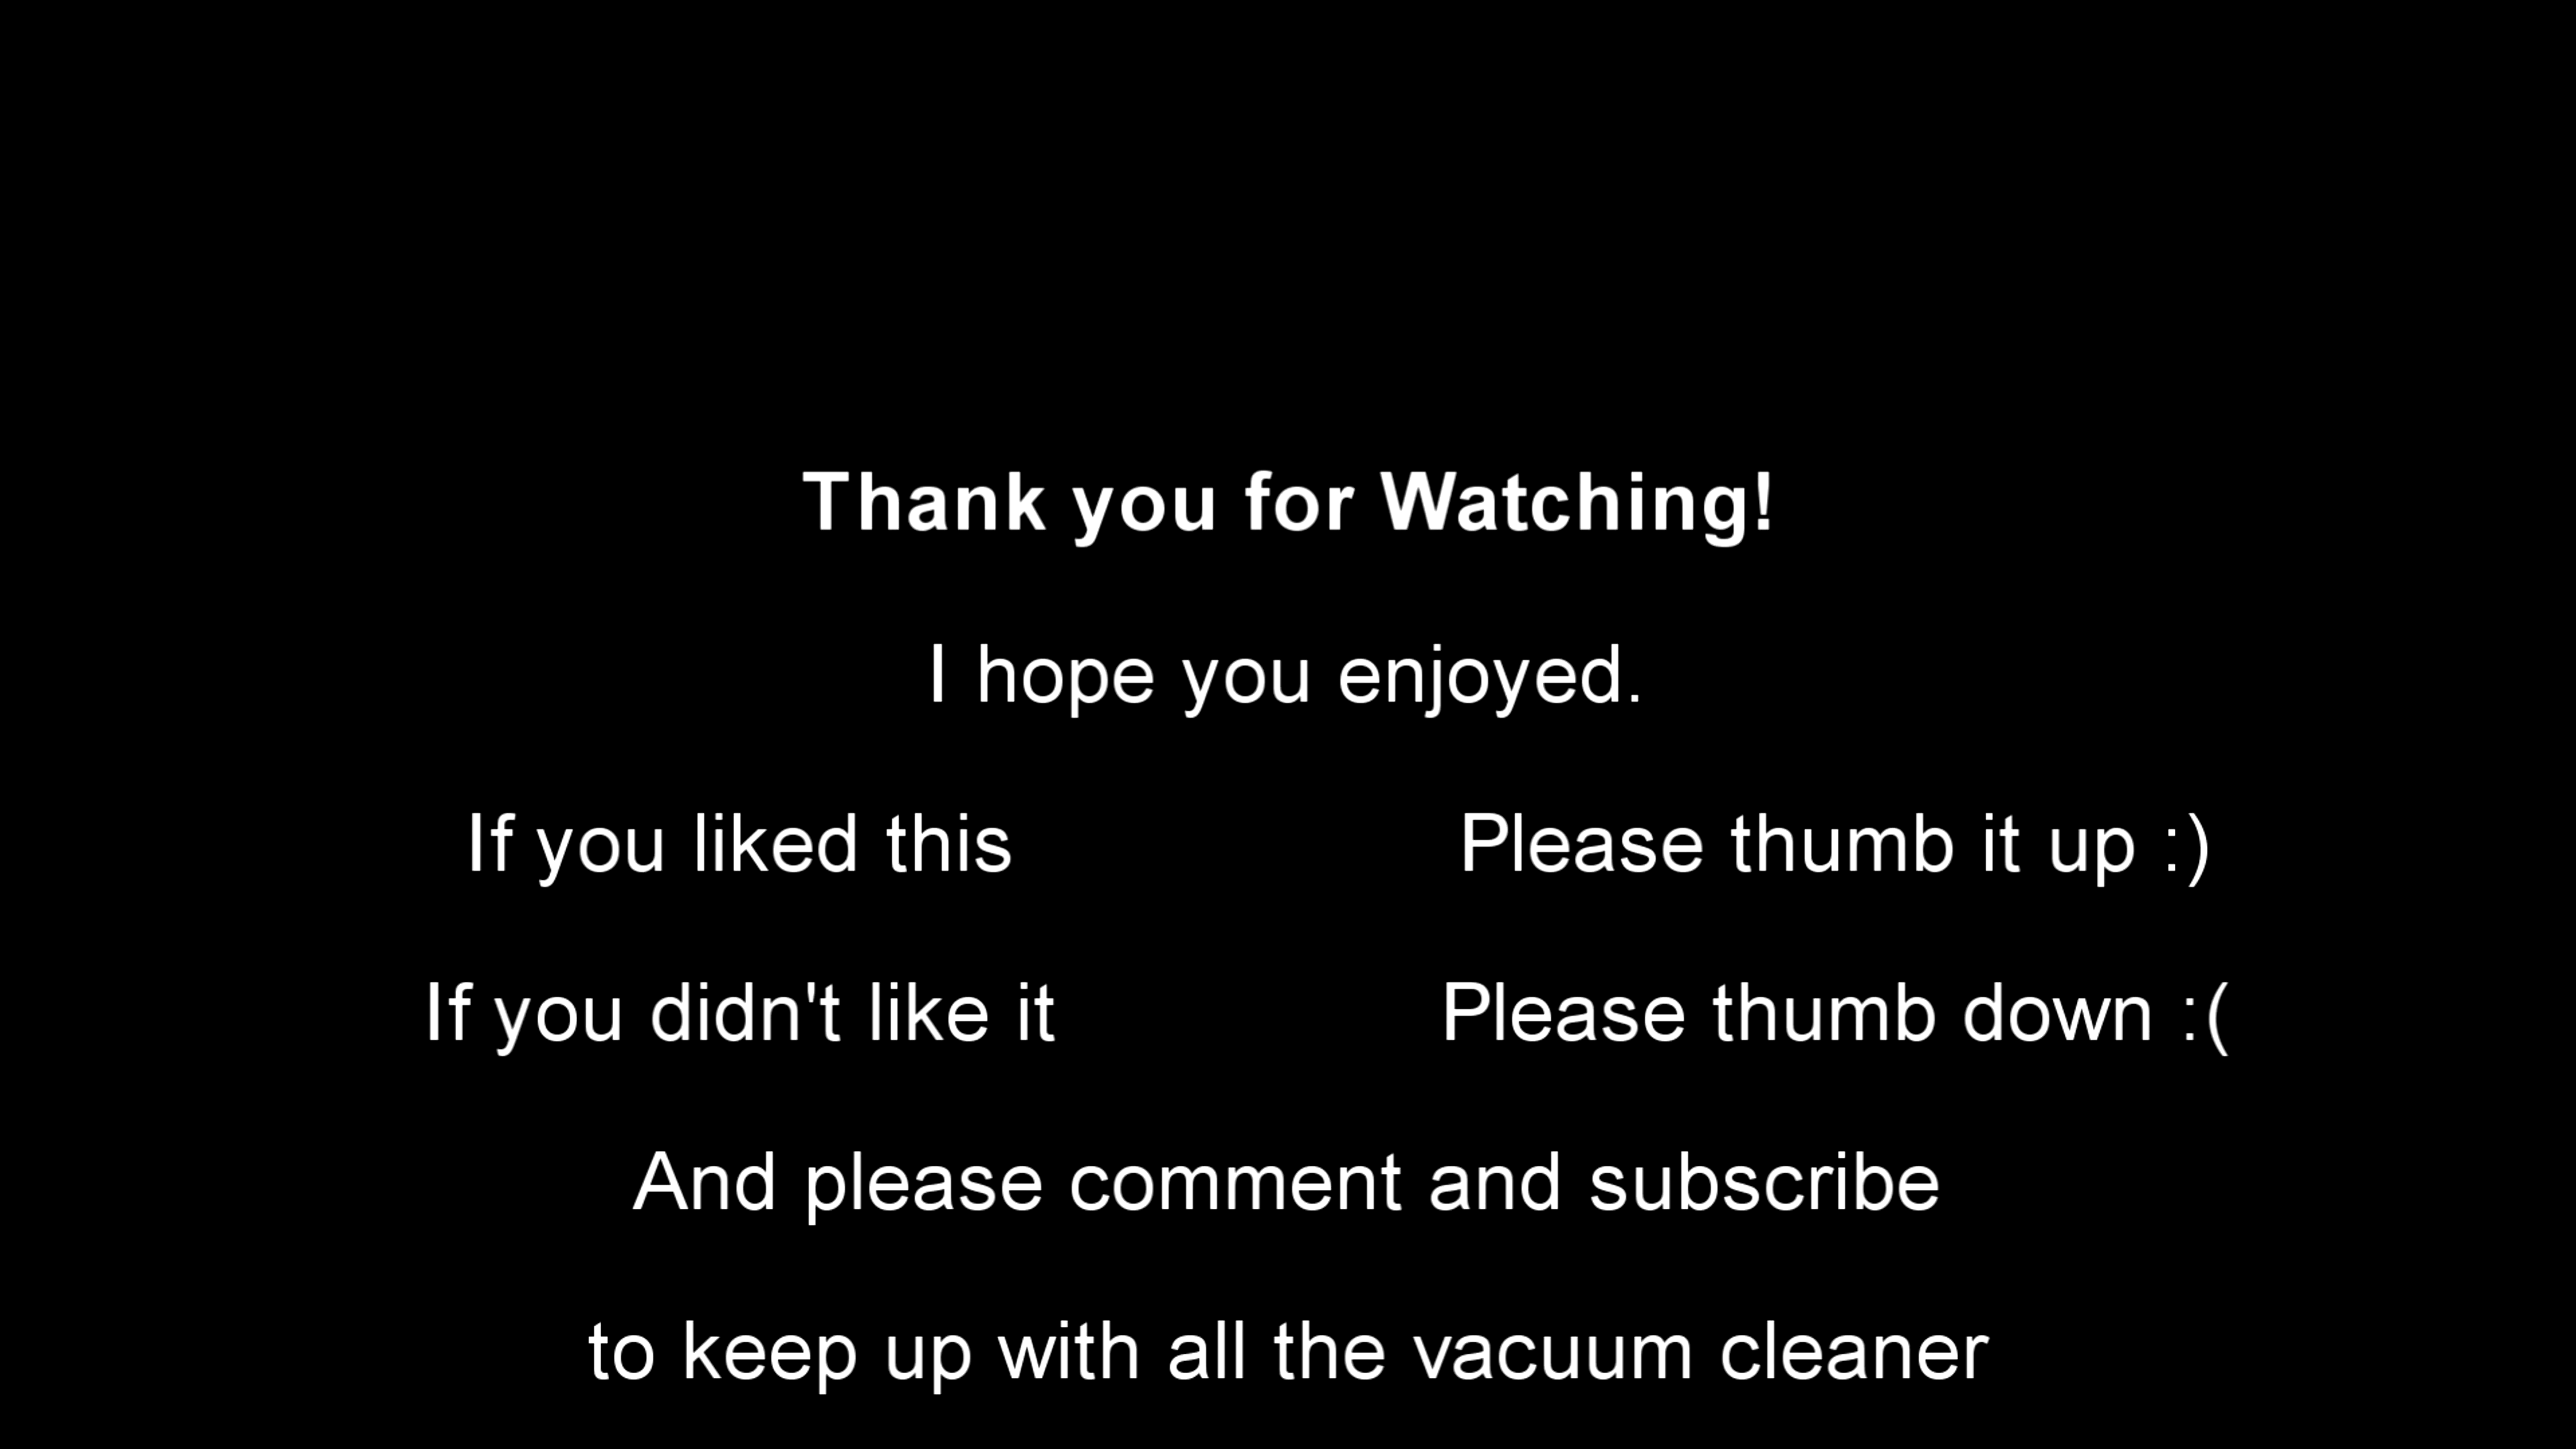 Thank you for Watching!
I hope you enjoyed.
If you liked this Please thumb it up :)
If you didn't like it Please thumb down :(
And please comment and subscribe
to keep up with all the vacuum cleaner